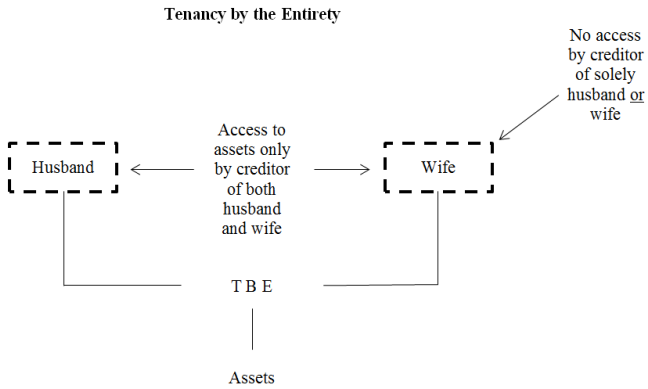 Tenancy by the Entirety
No access
by creditor
of solely
husband or
wife
Access to
assets only
by creditor
of both
husband
and wife
Husband
Wife
T B E
Assets